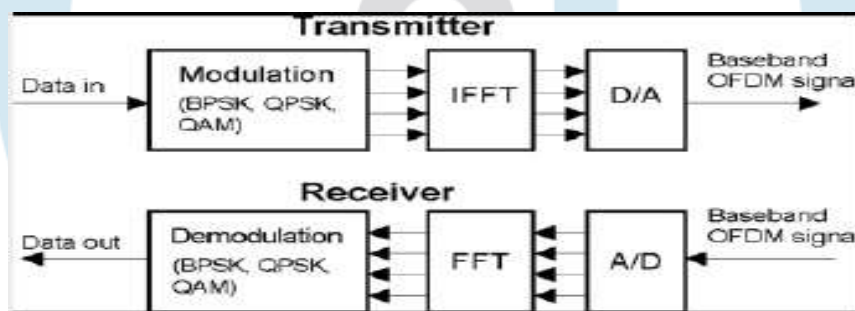 Transmitter
Data in
Modulation
(BPSK, QPSK,
QAM)
IFFT
D/A
Baseband
OFDM signa
Receiver
Data out
Demodulation
(BPSK, QPSK,
QAM)
FFT
A/D
Baseband
OFDM signa